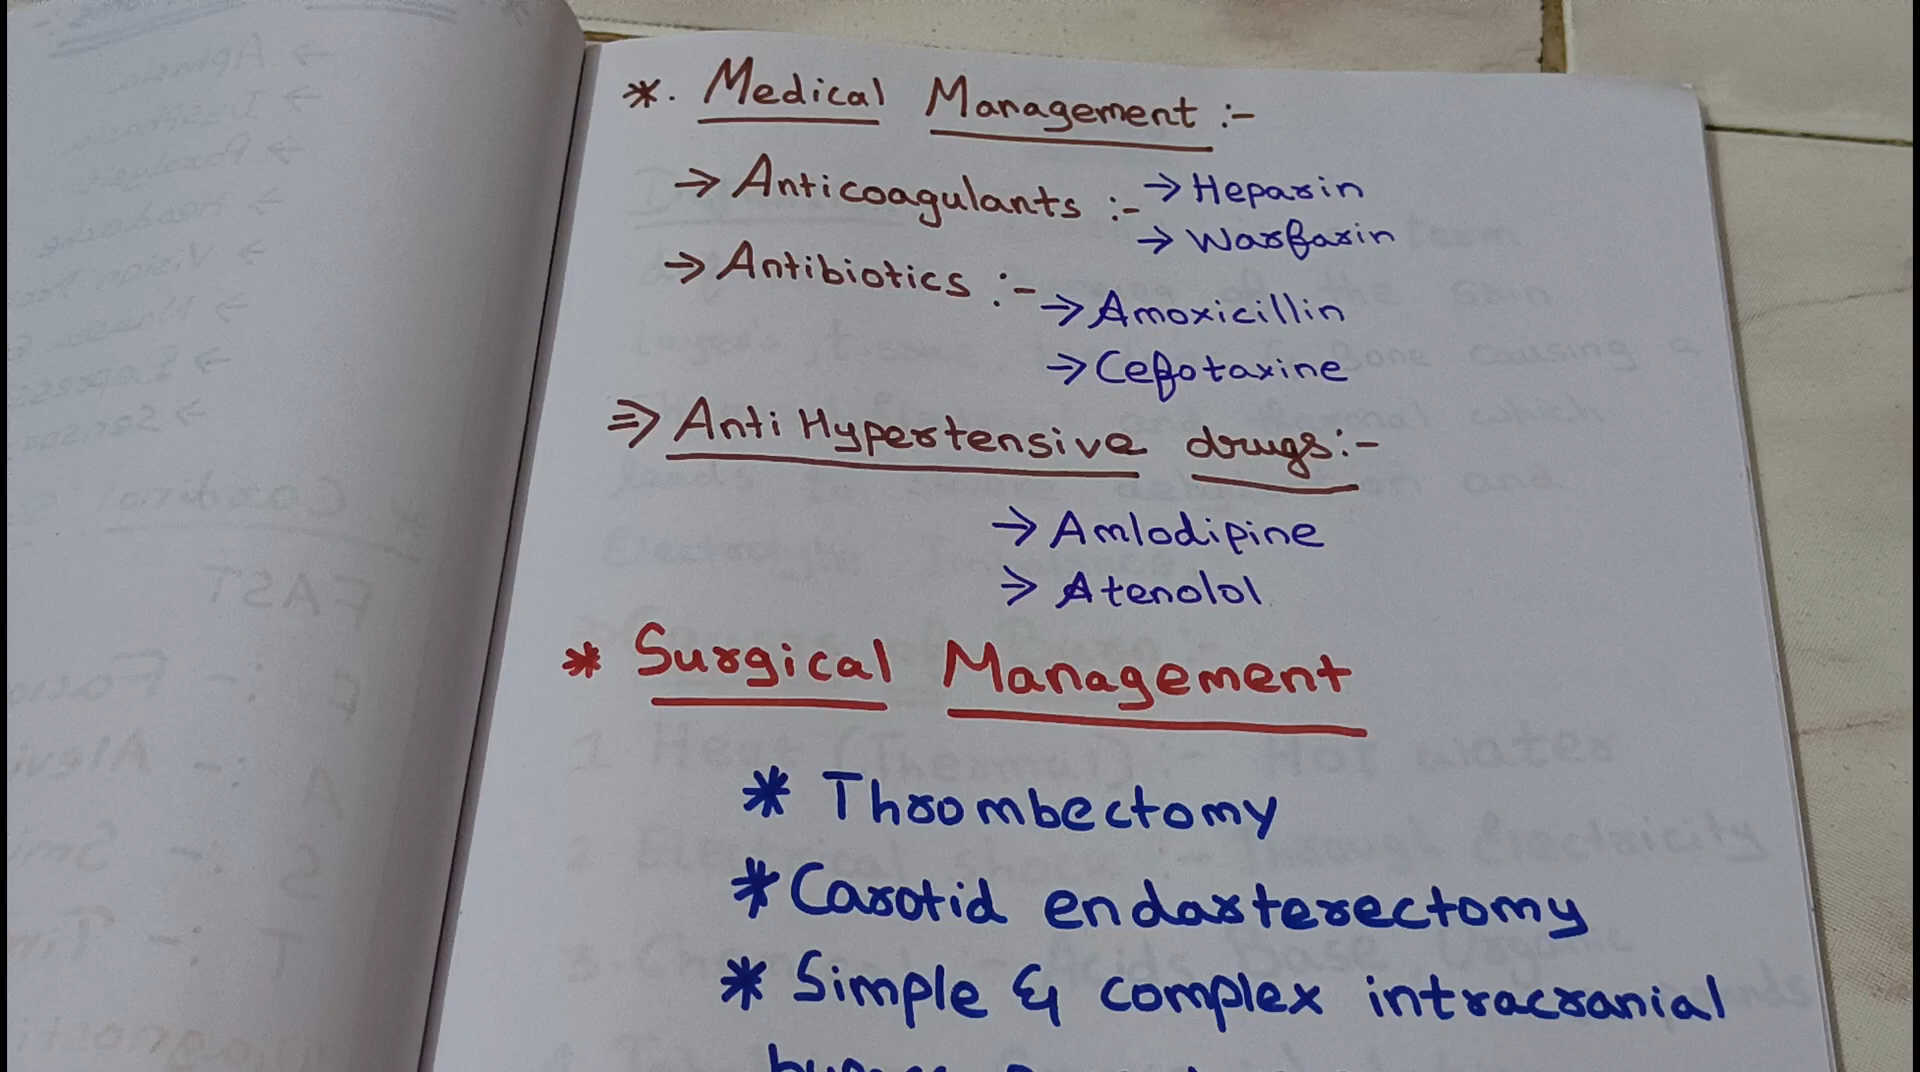 *. Medical Management :-
→ Anticoagulants :- → Heparin
→ Warfarin
→ Antibiotics :- → Amoxicillin
→ Cefotaxine
⇒ Anti Hypertensive drugs:-
→ Amlodipine
→ Atenolol
* Surgical Management
* Thrombectomy
* Carotid endarterectomy
* Simple & complex intracranial